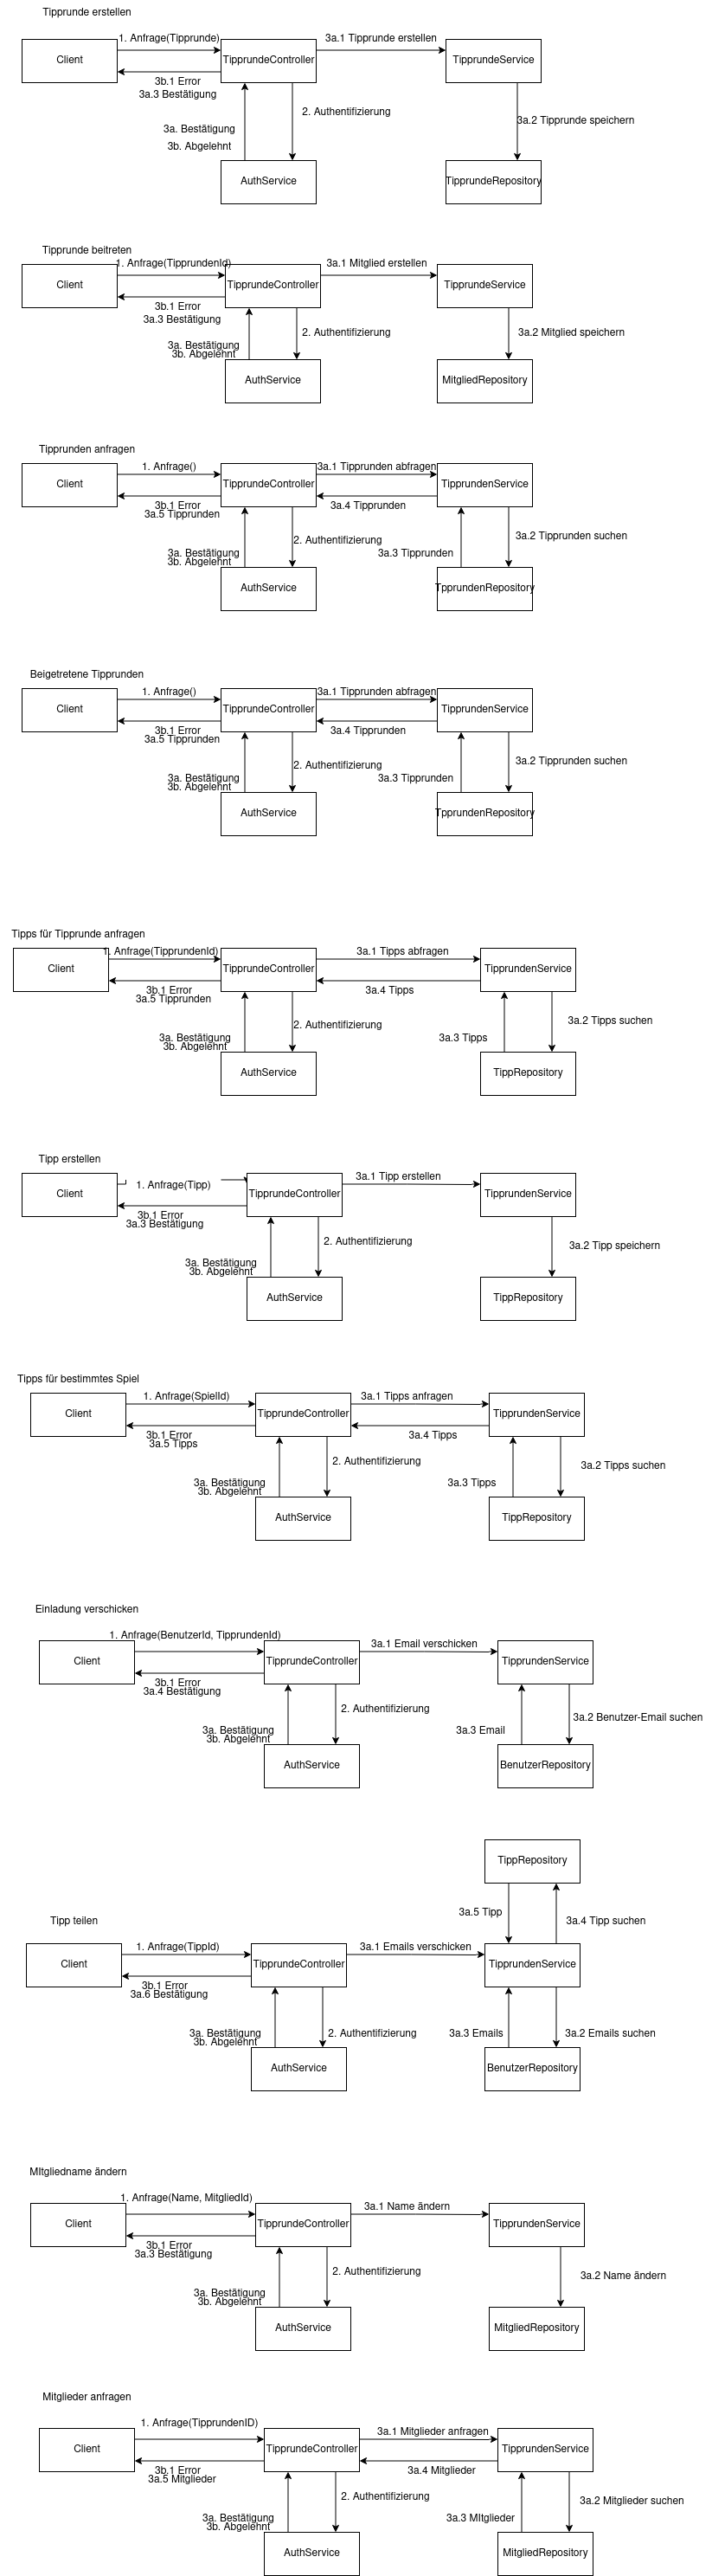 Tipprunde erstellen
1. Anfrage(Tipprunde)
3a.1 Tipprunde erstellen
Client
TipprundeController
TipprundeService
3b.1 Error
3a.3 Bestätigung
2. Authentifizierung
3a.2 Tipprunde speichern
3a. Bestätigung
3b. Abgelehnt
AuthService
TipprundeRepository
Tipprunde beitreten
1. Anfrage(TipprundenId)
3a.1 Mitglied erstellen
Client
TipprundeController
TipprundeService
3b.1 Error
3a.3 Bestätigung
2. Authentifizierung
3a.2 Mitglied speichern
3a. Bestätigung
3b. Abgelehnt
AuthService
MitgliedRepository
Tipprunden anfragen
1. Anfrage()
3a.1 Tipprunden abfragen
Client
TipprundeController
TipprundenService
3b.1 Error
3a.4 Tipprunden
3a.5 Tipprunden
2. Authentifizierung
3a.2 Tipprunden suchen
3a. Bestätigung
3a.3 Tipprunden
3b. Abgelehnt
AuthService
TpprundenRepository
Beigetretene Tipprunden
1. Anfrage()
3a.1 Tipprunden abfragen
Client
TipprundeController
TipprundenService
3b.1 Error
3a.4 Tipprunden
3a.5 Tipprunden
2. Authentifizierung
3a.2 Tipprunden suchen
3a. Bestätigung
3a.3 Tipprunden
3b. Abgelehnt
AuthService
TpprundenRepository
Tipps für Tipprunde anfragen
1. Anfrage(TipprundenId)
3a.1 Tipps abfragen
Client
TipprundeController
TipprundenService
3b.1 Error
3a.4 Tipps
3a.5 Tipprunden
2. Authentifizierung
3a.2 Tipps suchen
3a. Bestätigung
3a.3 Tipps
3b. Abgelehnt
AuthService
TippRepository
Tipp erstellen
3a.1 Tipp erstellen
1. Anfrage(Tipp)
Client
TipprundeController
TipprundenService
3b.1 Error
3a.3 Bestätigung
2. Authentifizierung
3a.2 Tipp speichern
3a. Bestätigung
3b. Abgelehnt
AuthService
TippRepository
Tipps für bestimmtes Spiel
1. Anfrage(SpielId)
3a.1 Tipps anfragen
Client
TipprundeController
TipprundenService
3b.1 Error
3a.4 Tipps
3a.5 Tipps
2. Authentifizierung
3a.2 Tipps suchen
3a. Bestätigung
3a.3 Tipps
3b. Abgelehnt
AuthService
TippRepository
Einladung verschicken
1. Anfrage(BenutzerId, TipprundenId)
3a.1 Email verschicken
Client
TipprundeController
TipprundenService
3b.1 Error
3a.4 Bestätigung
2. Authentifizierung
3a.2 Benutzer-Email suchen
3a. Bestätigung
3a.3 Email
3b. Abgelehnt
AuthService
BenutzerRepository
TippRepository
3a.5 Tipp
3a.4 Tipp suchen
Tipp teilen
1. Anfrage(TippId)
3a.1 Emails verschicken
Client
TipprundeController
TipprundenService
3b.1 Error
3a.6 Bestätigung
3a. Bestätigung
2. Authentifizierung
3a.3 Emails
3a.2 Emails suchen
3b. Abgelehnt
AuthService
BenutzerRepository
MItgliedname ändern
1. Anfrage(Name, MitgliedId)
3a.1 Name ändern
Client
TipprundeController
TipprundenService
3b.1 Error
3a.3 Bestätigung
2. Authentifizierung
3a.2 Name ändern
3a. Bestätigung
3b. Abgelehnt
AuthService
MitgliedRepository
Mitglieder anfragen
1. Anfrage(TipprundenID)
3a.1 Mitglieder anfragen
Client
TipprundeController
TipprundenService
3b.1 Error
3a.4 Mitglieder
3a.5 Mitglieder
2. Authentifizierung
3a.2 Mitglieder suchen
3a. Bestätigung
3a.3 MItglieder
3b. Abgelehnt
AuthService
MitgliedRepository